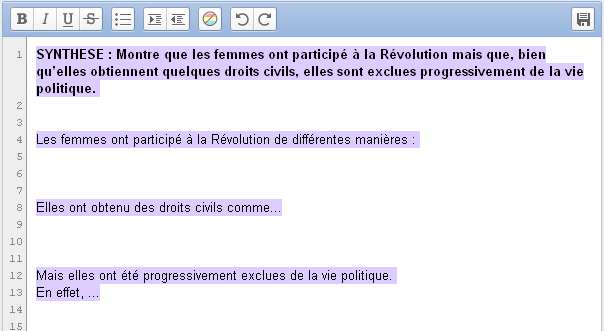 B I U S
1 SYNTHESE : Montre que les femmes ont participé à la Révolution mais que, bien
qu'elles obtiennent quelques droits civils, elles sont exclues progressivement de la vie
politique.
2
3
4 Les femmes ont participé à la Révolution de différentes manières :
5
6
7
8 Elles ont obtenu des droits civils comme...
9
10
11
12 Mais elles ont été progressivement exclues de la vie politique.
13 En effet, ...
14
15